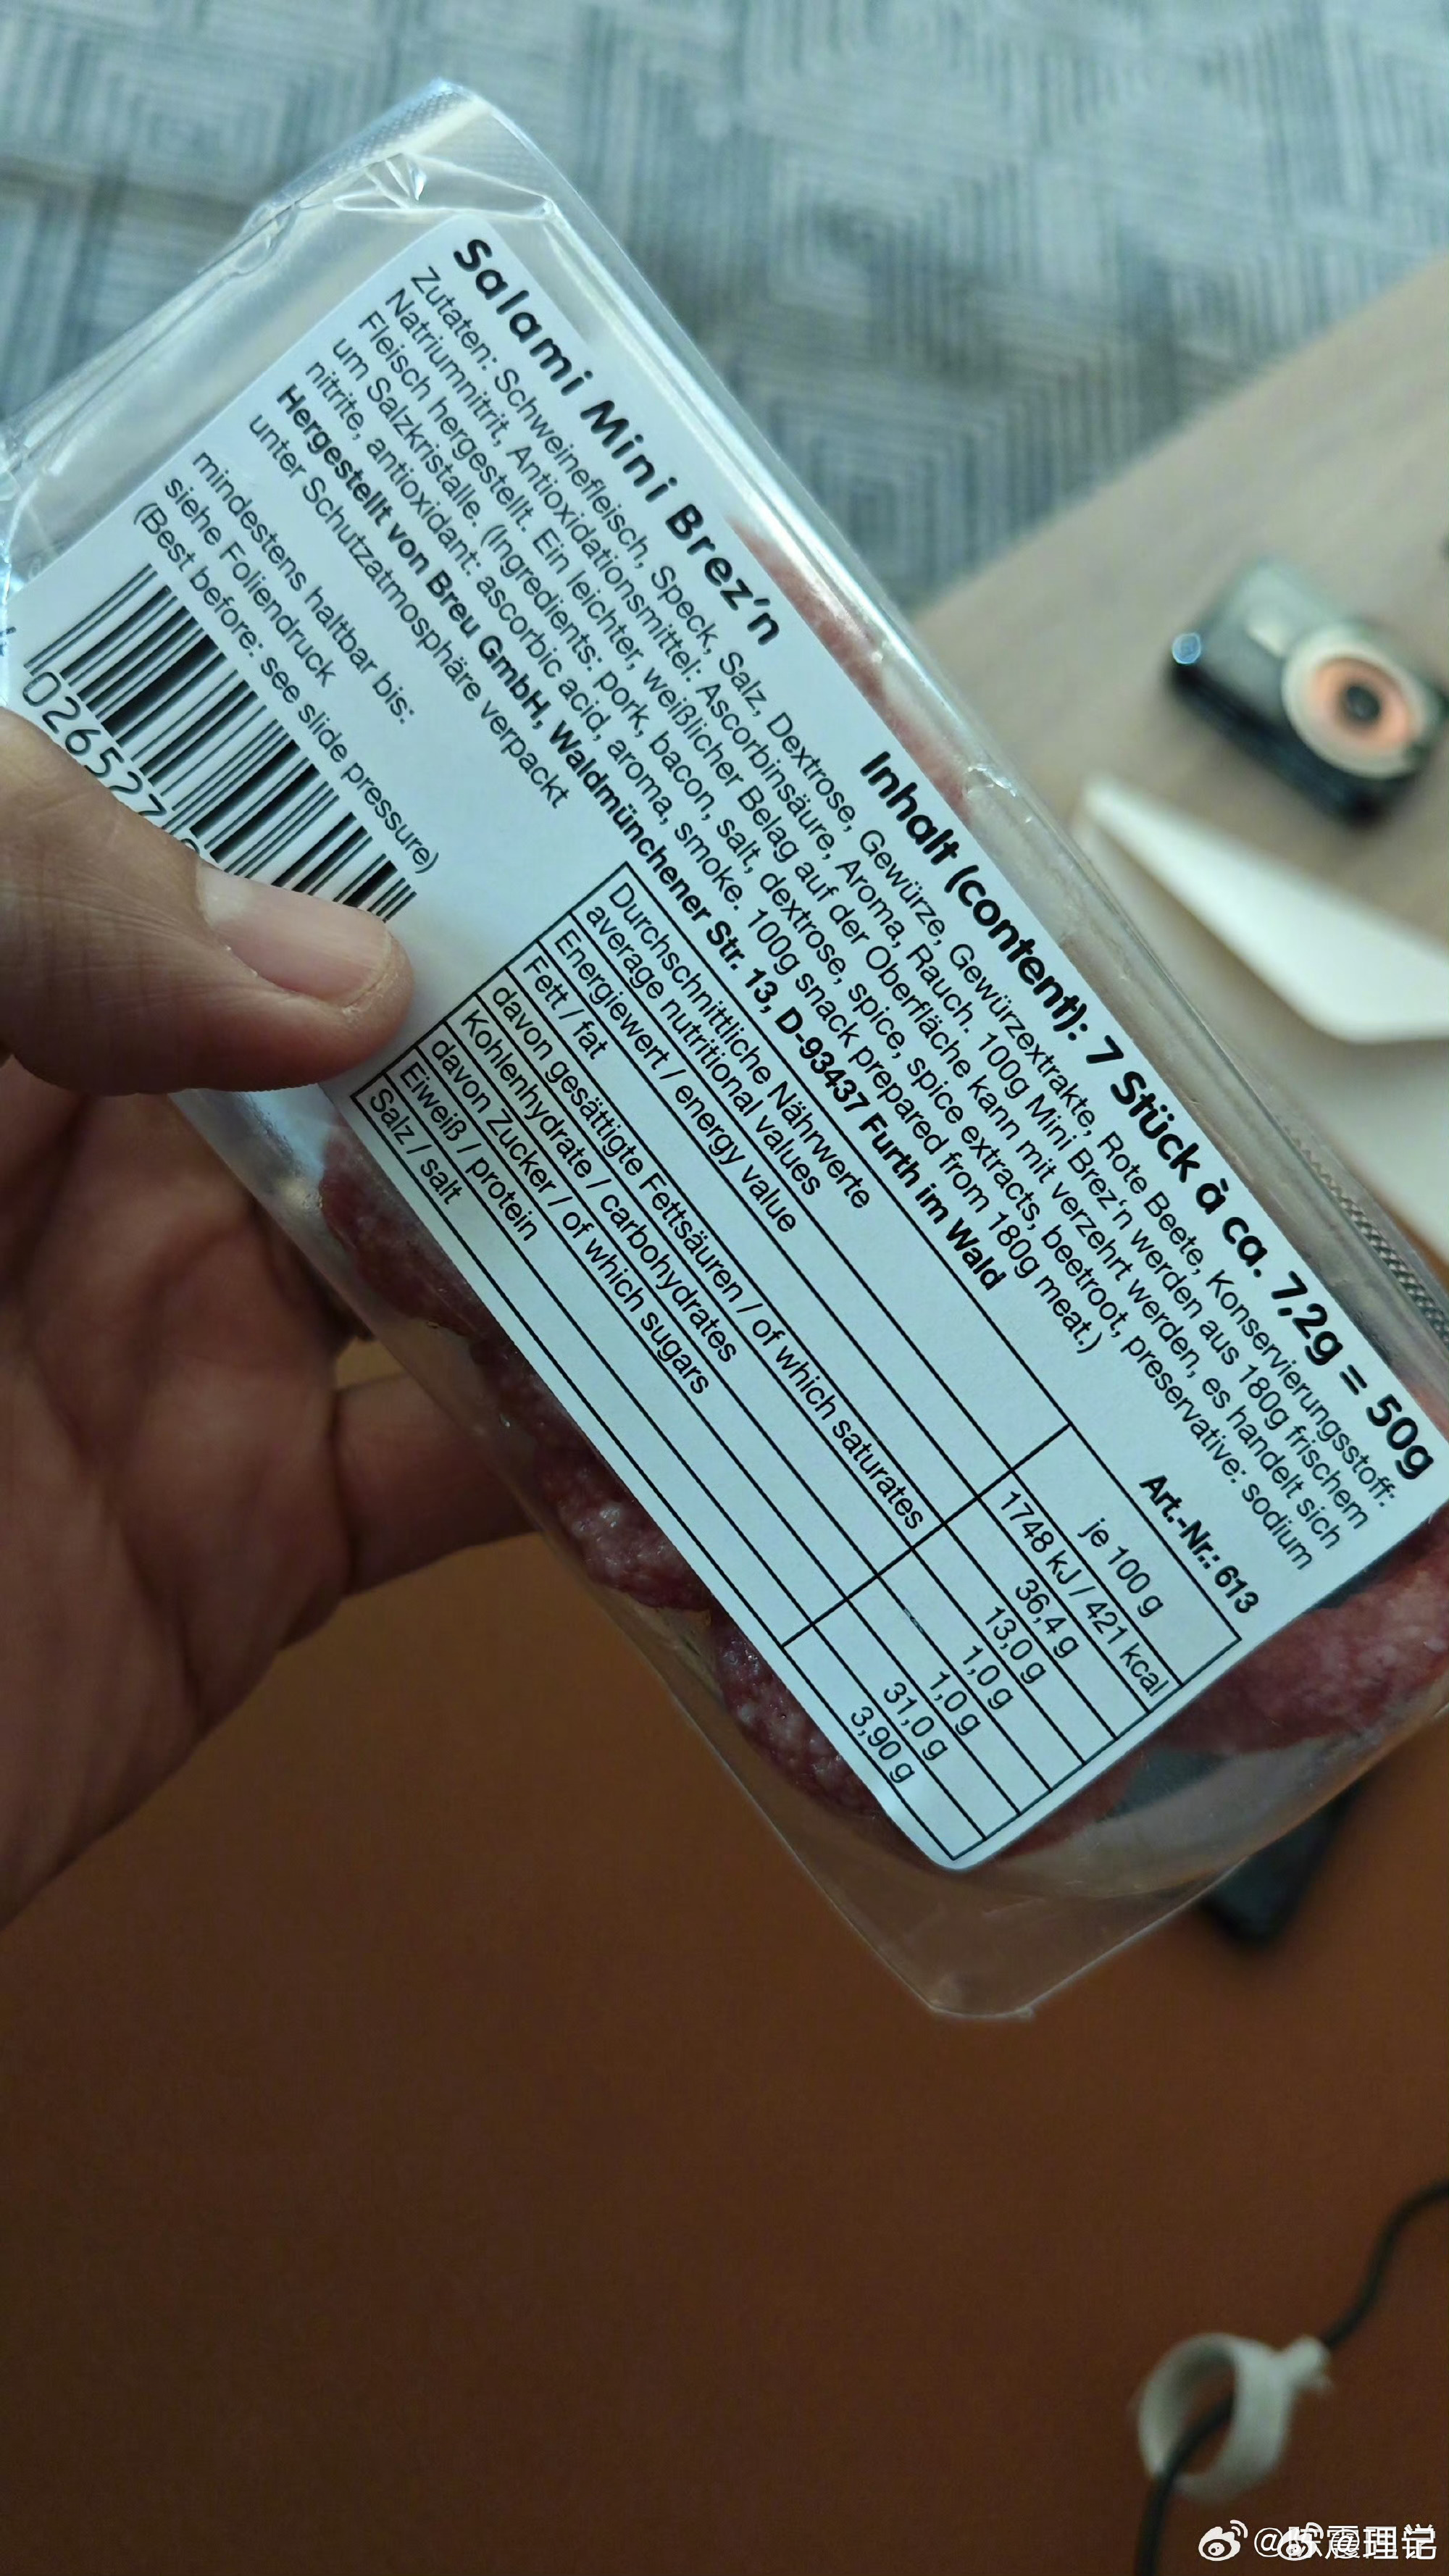 Salami Mini Brez'n
Inhalt (content): 7 Stück à ca. 7,2g = 50g
Zutaten: Schweinefleisch, Speck, Salz, Dextrose, Gewürze, Gewürzextrakte, Rote Beete, Konservierungsstoff:
Natriumnitrit, Antioxidationsmittel: Ascorbinsäure, Aroma, Rauch. 100g Mini Brez'n werden aus 180g frischem
Fleisch hergestellt. Ein leichter, weißlicher Belag auf der Oberfläche kann mit verzehrt werden, es handelt sich
um Salzkristalle. (Ingredients: pork, bacon, salt, dextrose, spice, spice extracts, beetroot, preservative: sodium
nitrite, antioxidant: ascorbic acid, aroma, smoke. 100g snack prepared from 180g meat.)
Hergestellt von Breu GmbH, Waldmünchener Str. 13, D-93437 Furth im Wald
unter Schutzatmosphäre verpackt
Art.-Nr.: 613
mindestens haltbar bis:
siehe Foliendruck
(Best before: see slide pressure)
026527
Durchschnittliche Nährwerte
average nutritional values
je 100 g
Energiewert / energy value 1748 kJ / 421 kcal
Fett / fat 36,4 g
davon gesättigte Fettsäuren / of which saturates 13,0 g
Kohlenhydrate / carbohydrates 1,0 g
davon Zucker / of which sugars 1,0 g
Eiweiß / protein 31,0 g
Salz / salt 3,90 g